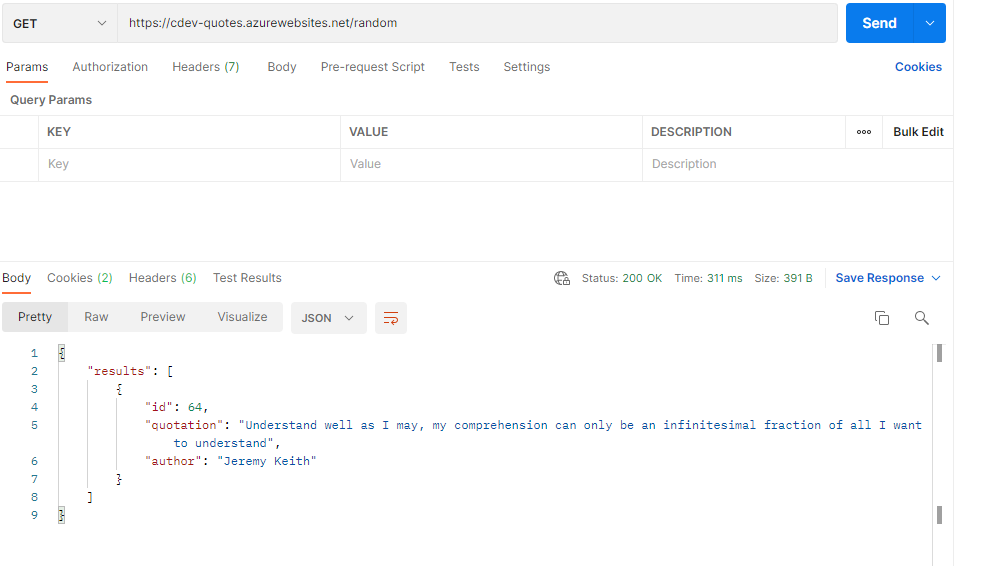 GET https://cdev-quotes.azurewebsites.net/random Send
Params Authorization Headers (7) Body Pre-request Script Tests Settings Cookies
Query Params
KEY VALUE DESCRIPTION ooo Bulk Edit
Key Value Description
Body Cookies (2) Headers (6) Test Results Status: 200 OK Time: 311 ms Size: 391 B Save Response
Pretty Raw Preview Visualize JSON
1 {
2 "results": [
3 {
4 "id": 64,
5 "quotation": "Understand well as I may, my comprehension can only be an infinitesimal fraction of all I want
to understand",
6 "author": "Jeremy Keith"
7 }
8 ]
9 }